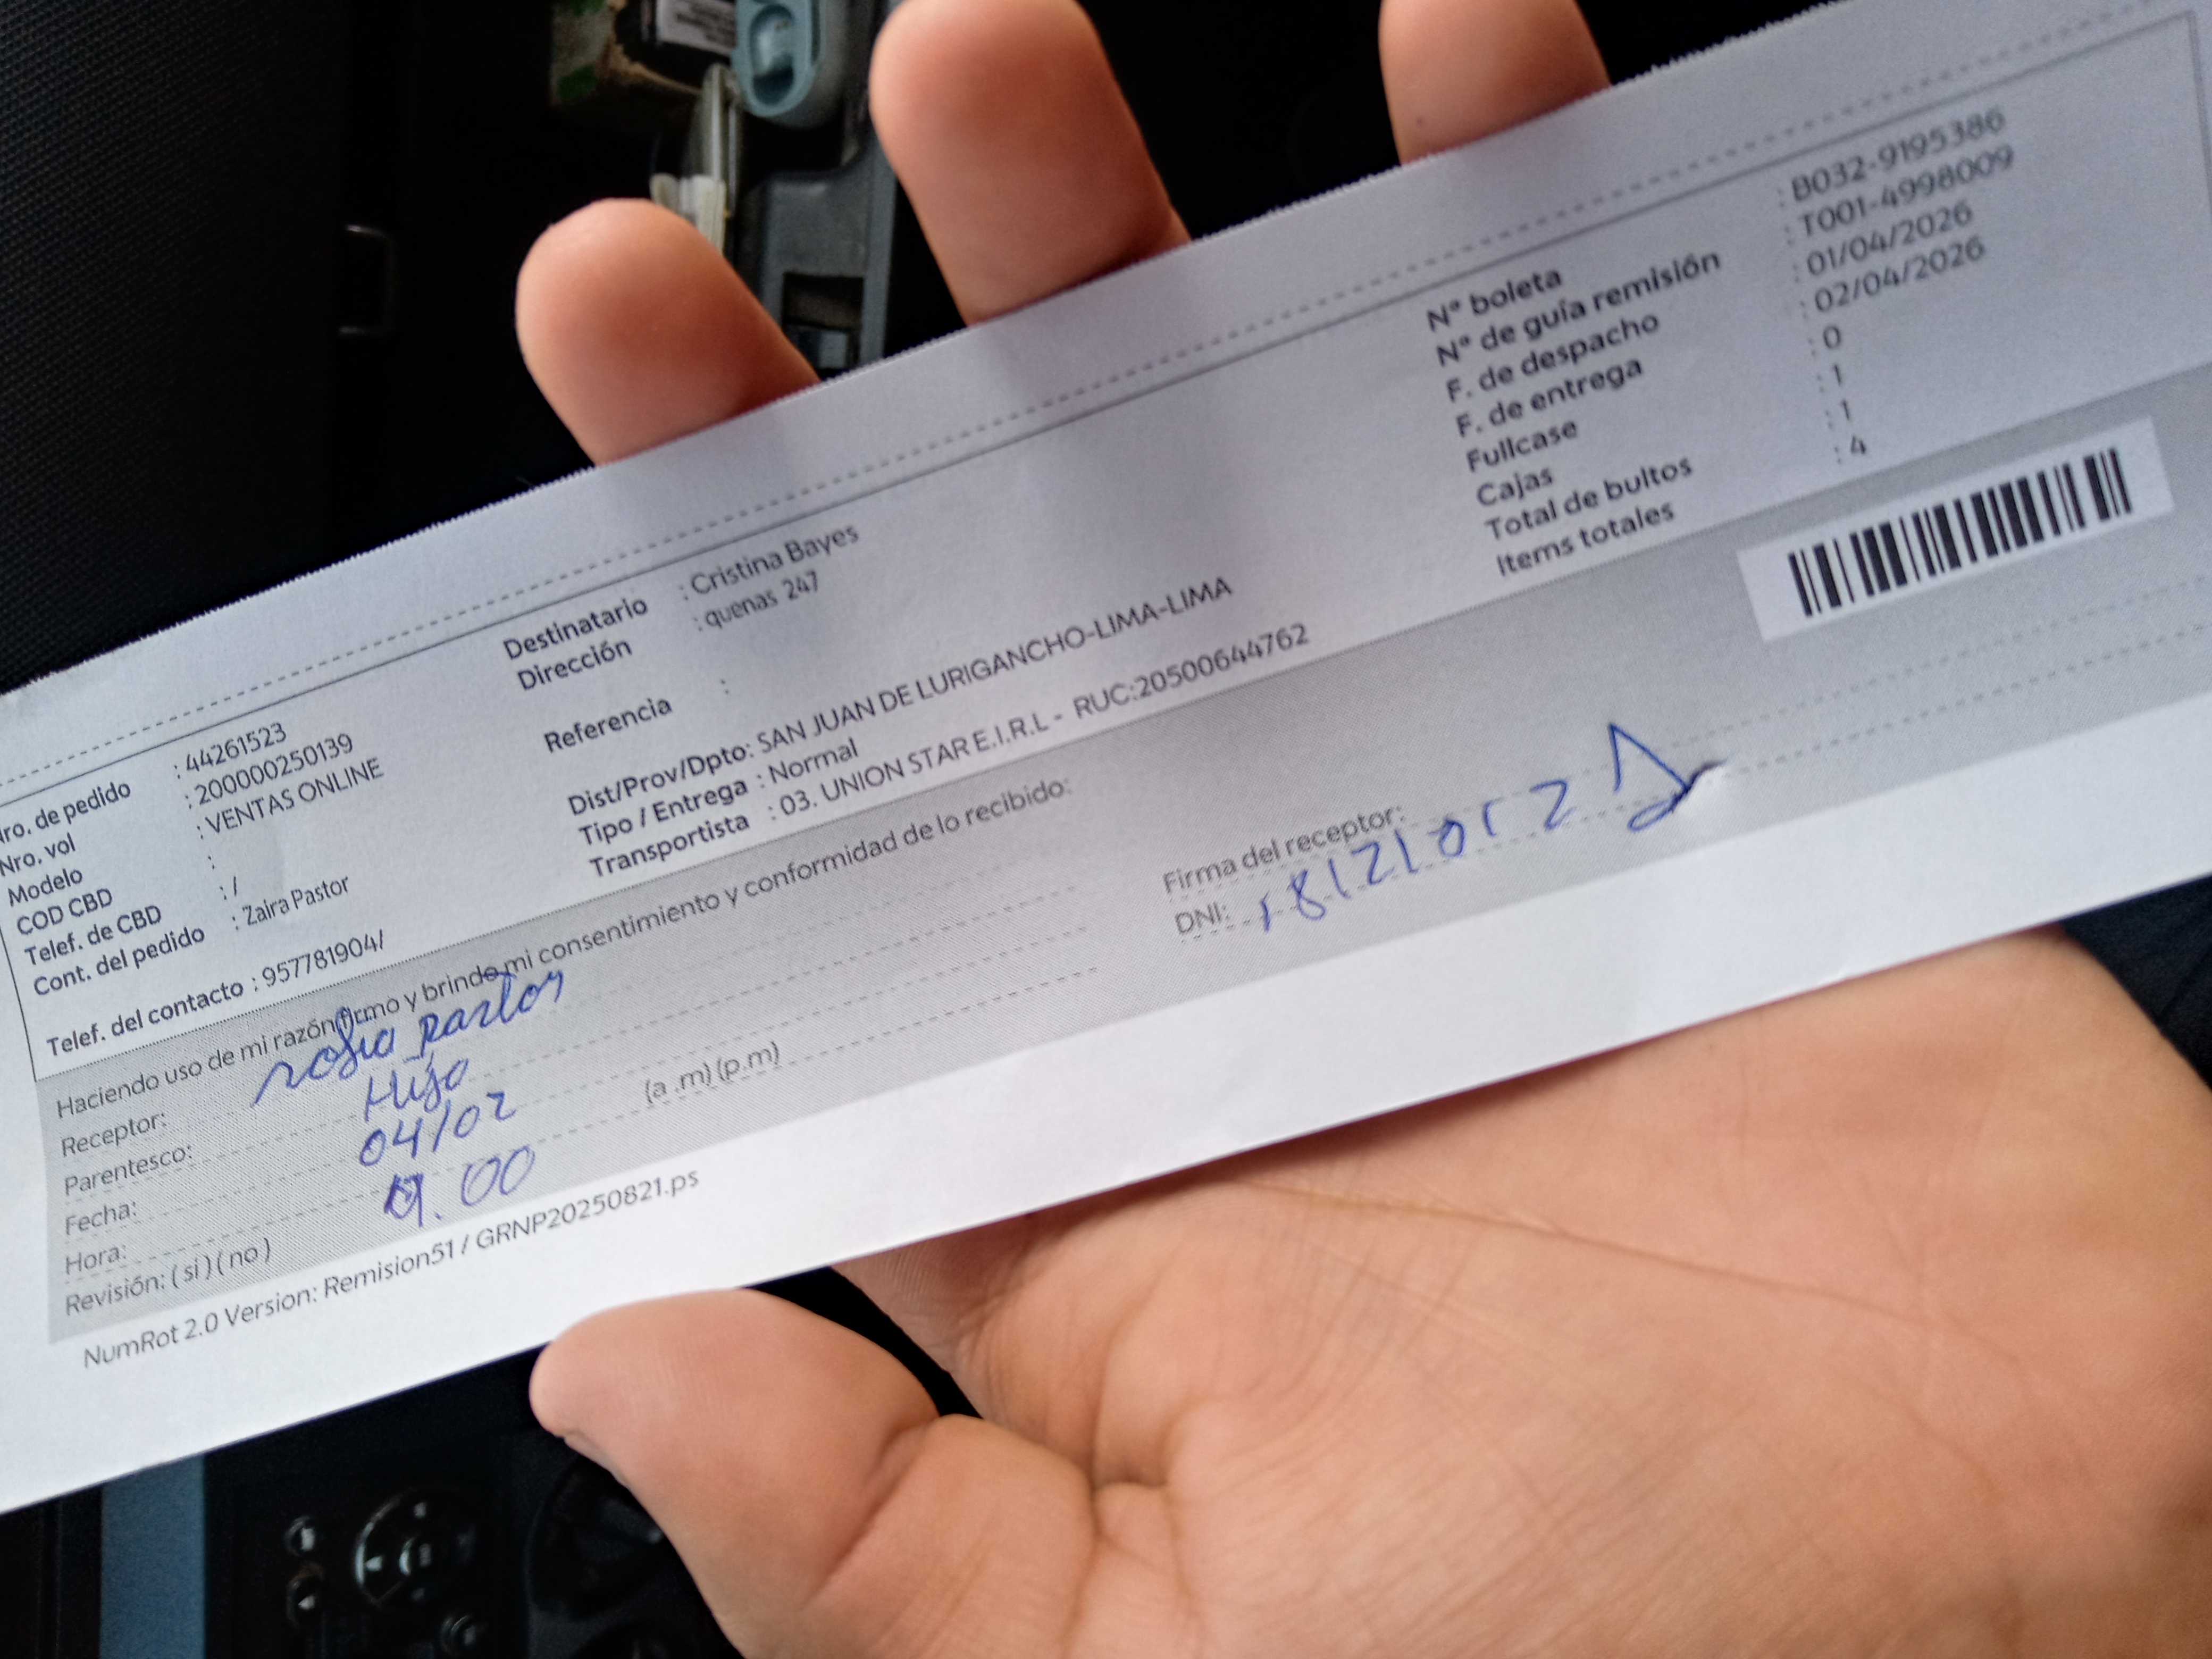 Nro. de pedido : 44261523
Nro. vol : 200000250139
Modelo : VENTAS ONLINE
COD CBD :
Telef. de CBD : /
Cont. del pedido : Zaira Pastor
Telef. del contacto : 957781904/
Destinatario : Cristina Bayes
Dirección : quenas 247
Referencia :
Dist/Prov/Dpto: SAN JUAN DE LURIGANCHO-LIMA-LIMA
Tipo / Entrega : Normal
Transportista : 03. UNION STAR E.I.R.L - RUC:20500644762
N° boleta : B032-9195386
N° de guía remisión : T001-4998009
F. de despacho : 01/04/2026
F. de entrega : 02/04/2026
Fullcase : 0
Cajas : 1
Total de bultos : 1
Items totales : 4
Haciendo uso de mi razón firmo y brindo mi consentimiento y conformidad de lo recibido:
Receptor: Pastor
Parentesco: Hijo
Fecha: 04/02
Hora: 9.00 (a .m) (p.m)
Revisión: ( si ) ( no )
Firma del receptor:
DNI:
NumRot 2.0 Version: Remision51 / GRNP20250821.ps